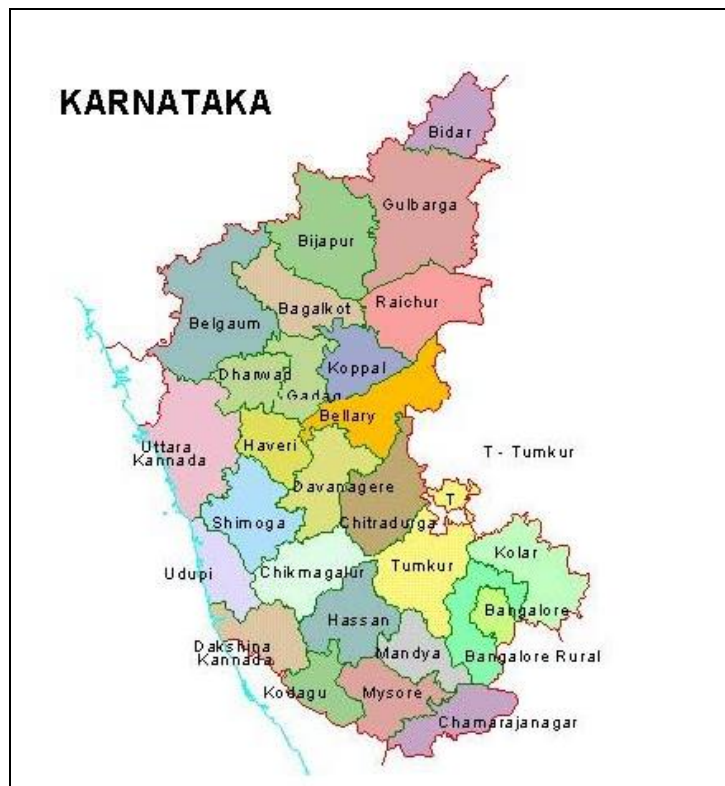 KARNATAKA
Bidar
Gulbarga
Bijapur
Raichur
Bagalkot
Belgaum
Koppal
Dharwad
Gadag
Bellary
Haveri
Uttara
Kannada
T - Tumkur
Davanagere
T
Chitradurga
Shimoga
Kolar
Tumkur
Udupi
Chikmagalur
Bangalore
Hassan
Dakshina
Kannada
Mandya
Bangalore Rural
Kodagu
Mysore
Chamarajanagar